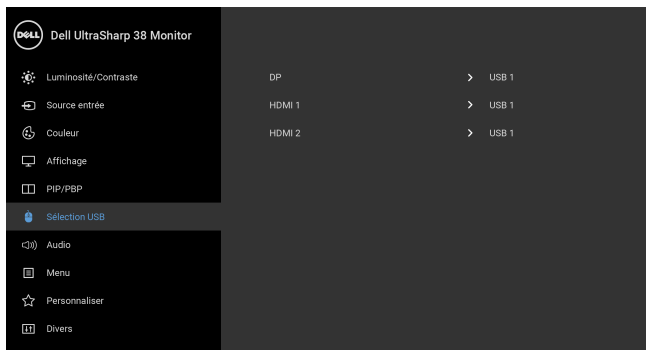 DELL Dell UltraSharp 38 Monitor
Luminosité/Contraste
DP USB 1
Source entrée
HDMI 1 USB 1
Couleur
HDMI 2 USB 1
Affichage
PIP/PBP
Sélection USB
Audio
Menu
Personnaliser
Divers